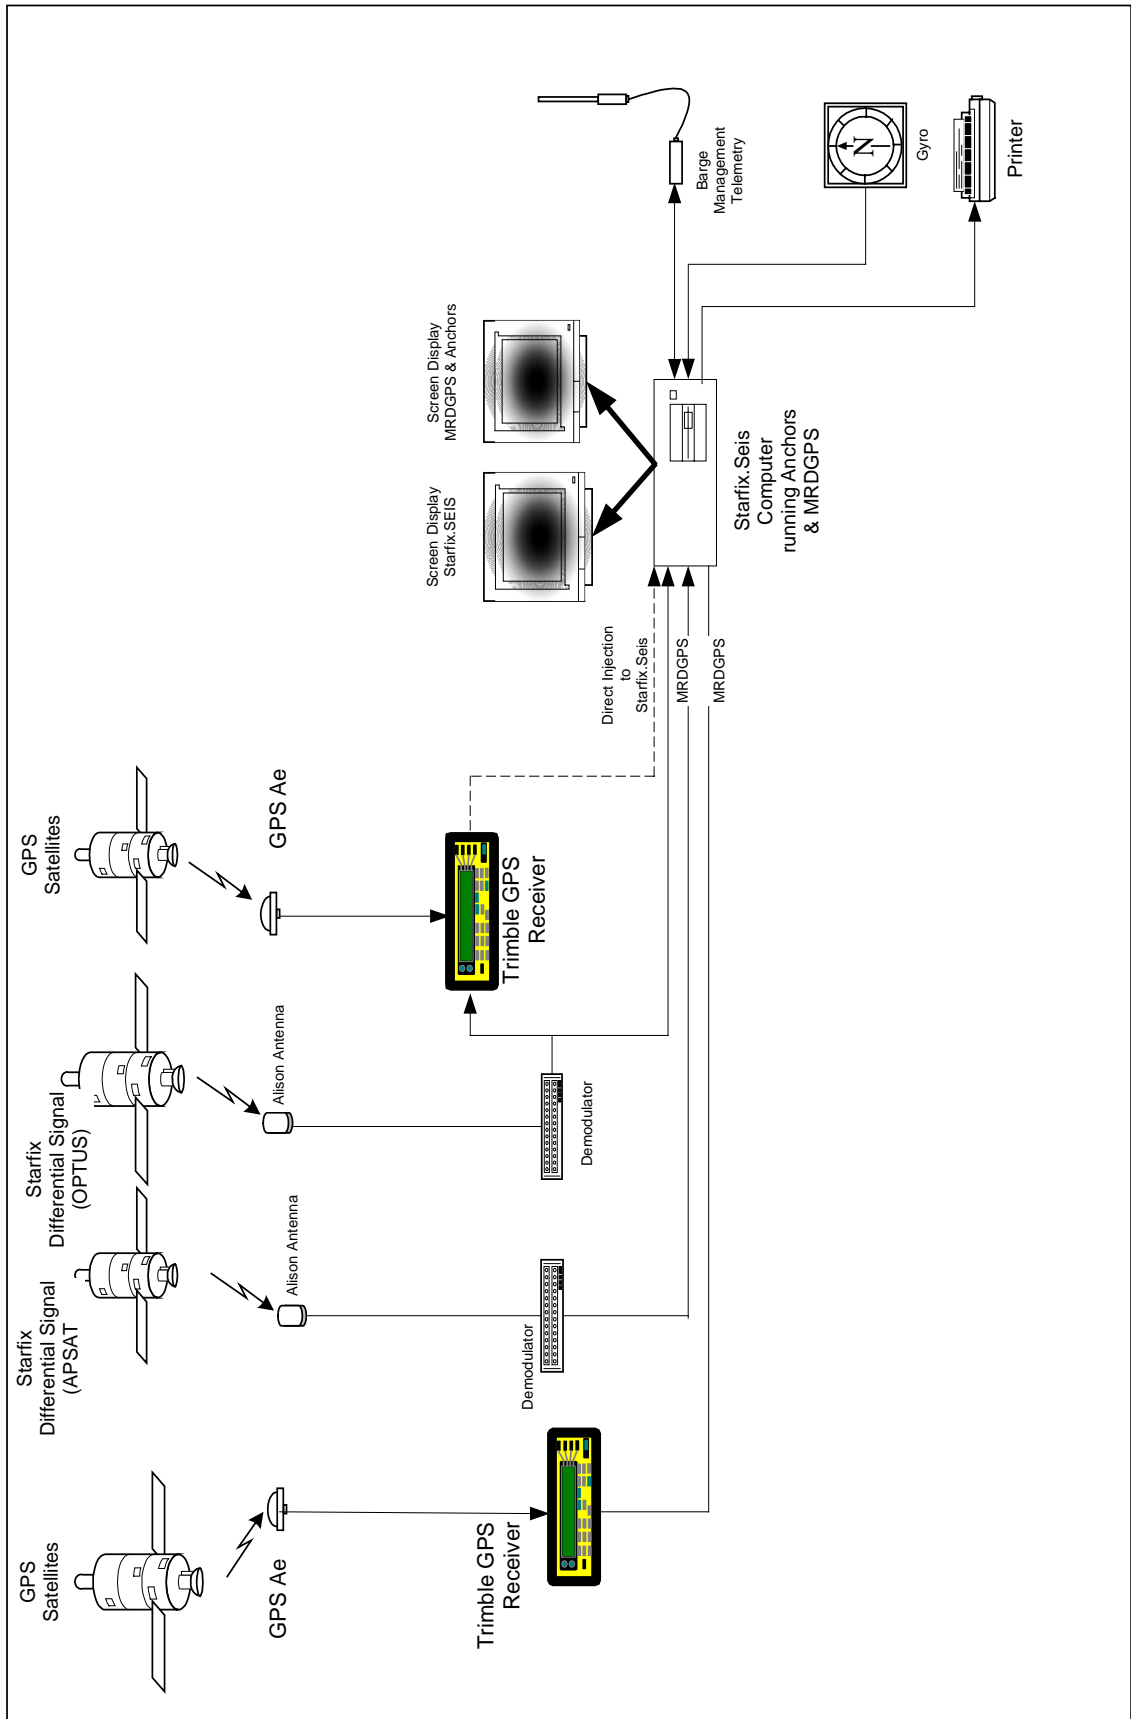 GPS
Satellites
GPS Ae
Trimble GPS
Receiver
Starfix
Differential Signal
(APSAT
Alison Antenna
Demodulator
Starfix
Differential Signal
(OPTUS)
Alison Antenna
Demodulator
GPS
Satellites
GPS Ae
Trimble GPS
Receiver
Direct Injection
to
Starfix.Seis
MRDGPS
MRDGPS
Screen Display
Starfix.SEIS
Screen Display
MRDGPS & Anchors
Starfix.Seis
Computer
running Anchors
& MRDGPS
Barge
Management
Telemetry
N
Gyro
Printer